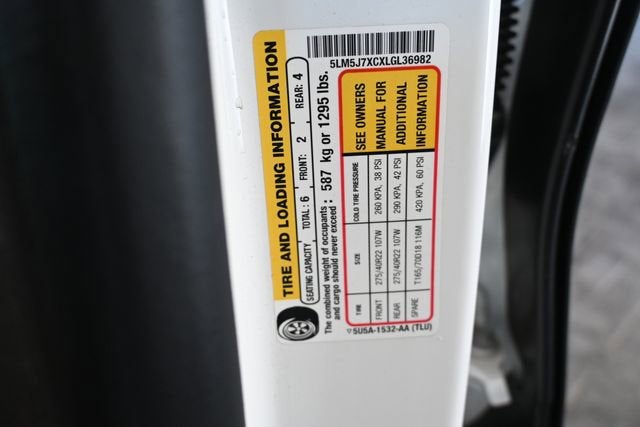 5LM5J7XCXLGL36982
TIRE AND LOADING INFORMATION
SEATING CAPACITY TOTAL: 6 FRONT: 2 REAR: 4
The combined weight of occupants and cargo should never exceed: 587 kg or 1295 lbs.
TIRE SIZE COLD TIRE PRESSURE SEE OWNERS
FRONT 275/40R22 107W 260 KPA, 38 PSI MANUAL FOR
REAR 275/40R22 107W 290 KPA, 42 PSI ADDITIONAL
SPARE T165/70D18 116M 420 KPA, 60 PSI INFORMATION
5U5A-1532-AA (TLU)